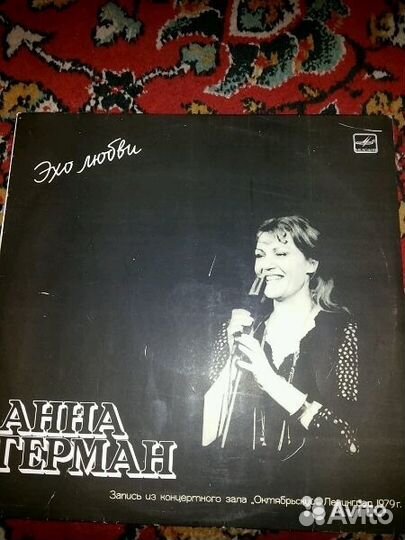 Эхо любви
АННА
ГЕРМАН
Запись из концертного зала „Октябрьский" Ленинград 1979 г.
Avito